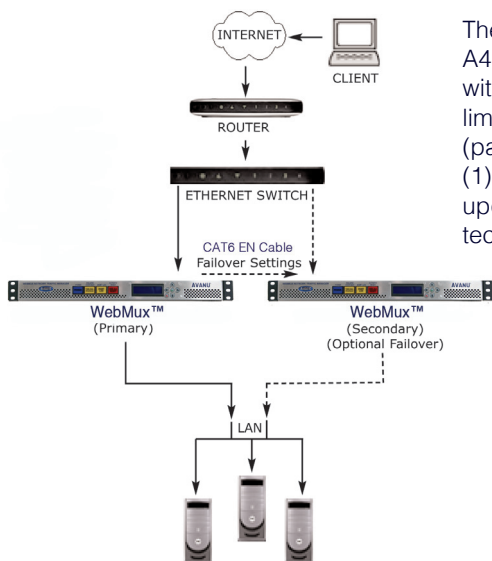 INTERNET
CLIENT
ROUTER
ETHERNET SWITCH
CAT6 EN Cable
Failover Settings
AVANU
AVANU
WebMux™
(Primary)
WebMux™
(Secondary)
(Optional Failover)
LAN
The
A4
wit
lim
(pa
(1)
upo
tec